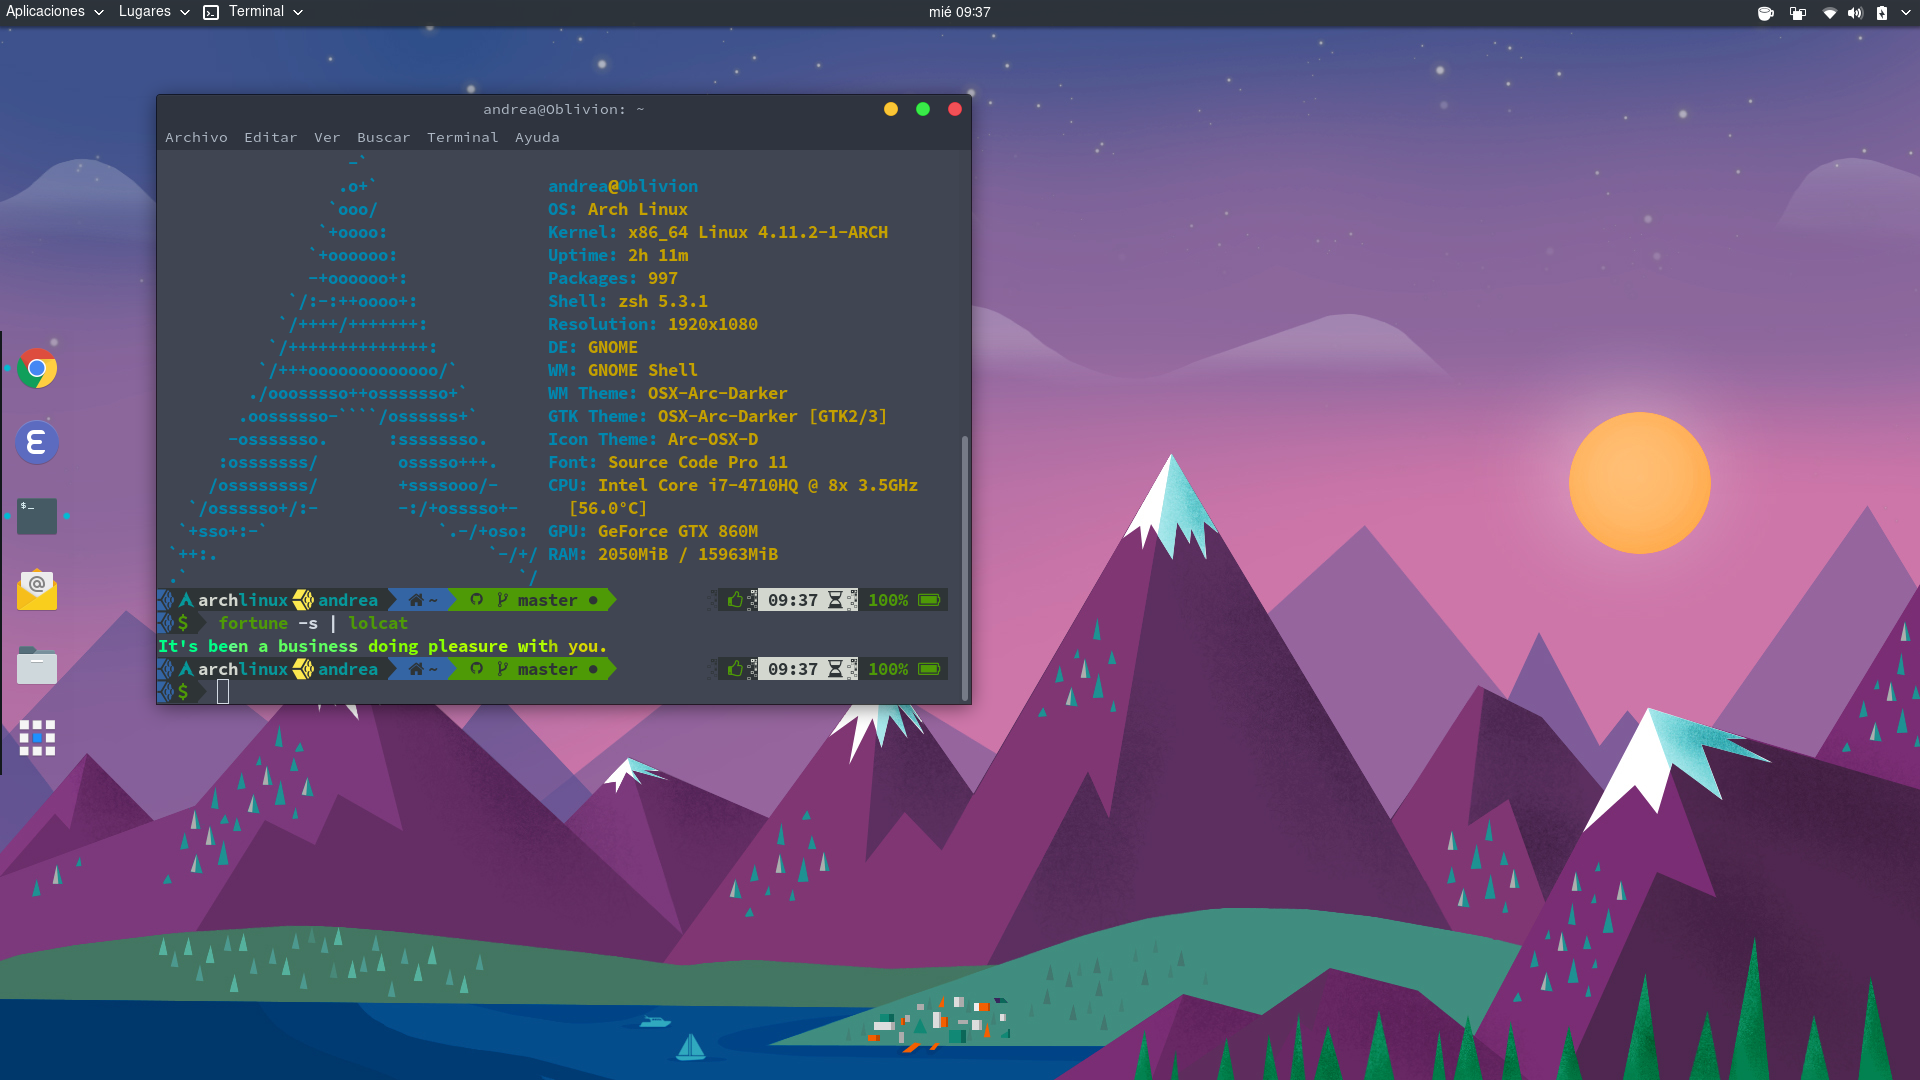 Aplicaciones Lugares Terminal mié 09:37
andrea@Oblivion: ~
Archivo Editar Ver Buscar Terminal Ayuda
-`
.o+` andrea@Oblivion
`ooo/ OS: Arch Linux
`+oooo: Kernel: x86_64 Linux 4.11.2-1-ARCH
`+oooooo: Uptime: 2h 11m
-+oooooo+: Packages: 997
`/:-:++oooo+: Shell: zsh 5.3.1
`/++++/+++++++: Resolution: 1920x1080
`/++++++++++++++: DE: GNOME
`/+++ooooooooooooo/` WM: GNOME Shell
./ooosssso++osssssso+` WM Theme: OSX-Arc-Darker
.oossssso-````/ossssss+` GTK Theme: OSX-Arc-Darker [GTK2/3]
-osssssso. :ssssssso. Icon Theme: Arc-OSX-D
:osssssss/ osssso+++. Font: Source Code Pro 11
/ossssssss/ +ssssooo/- CPU: Intel Core i7-4710HQ @ 8x 3.5GHz
`/ossssso+/:- -:/+osssso+- [56.0°C]
`+sso+:-` `.-/+oso: GPU: GeForce GTX 860M
`++:. `-/+/ RAM: 2050MiB / 15963MiB
.` `/
archlinux andrea ~ master ● 09:37 100%
$ fortune -s | lolcat
It's been a business doing pleasure with you.
archlinux andrea ~ master ● 09:37 100%
$